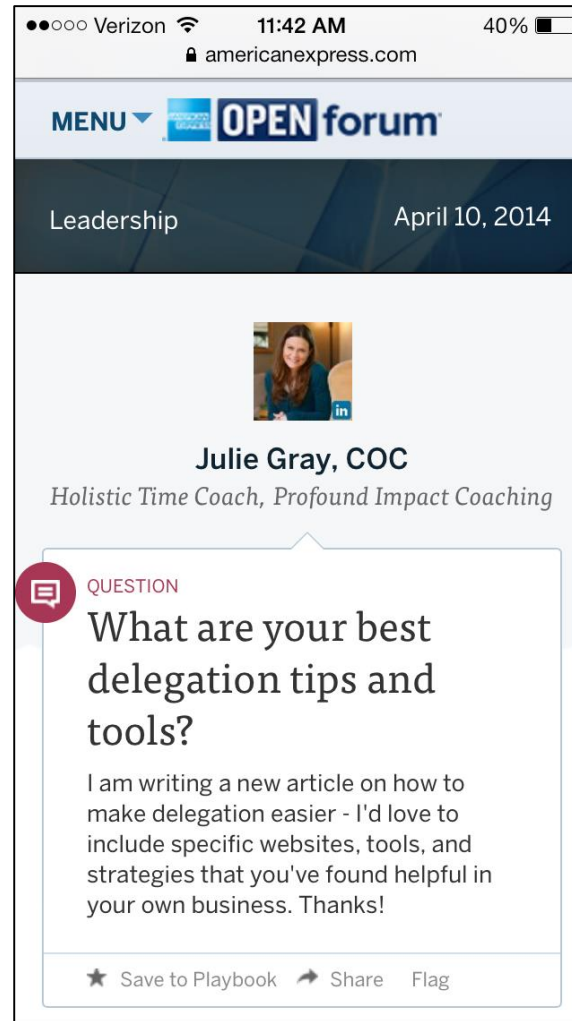 Verizon 11:42 AM 40%
americanexpress.com
MENU OPEN forum
Leadership April 10, 2014
in
Julie Gray, COC
Holistic Time Coach, Profound Impact Coaching
QUESTION
What are your best
delegation tips and
tools?
I am writing a new article on how to
make delegation easier - I'd love to
include specific websites, tools, and
strategies that you've found helpful in
your own business. Thanks!
Save to Playbook Share Flag